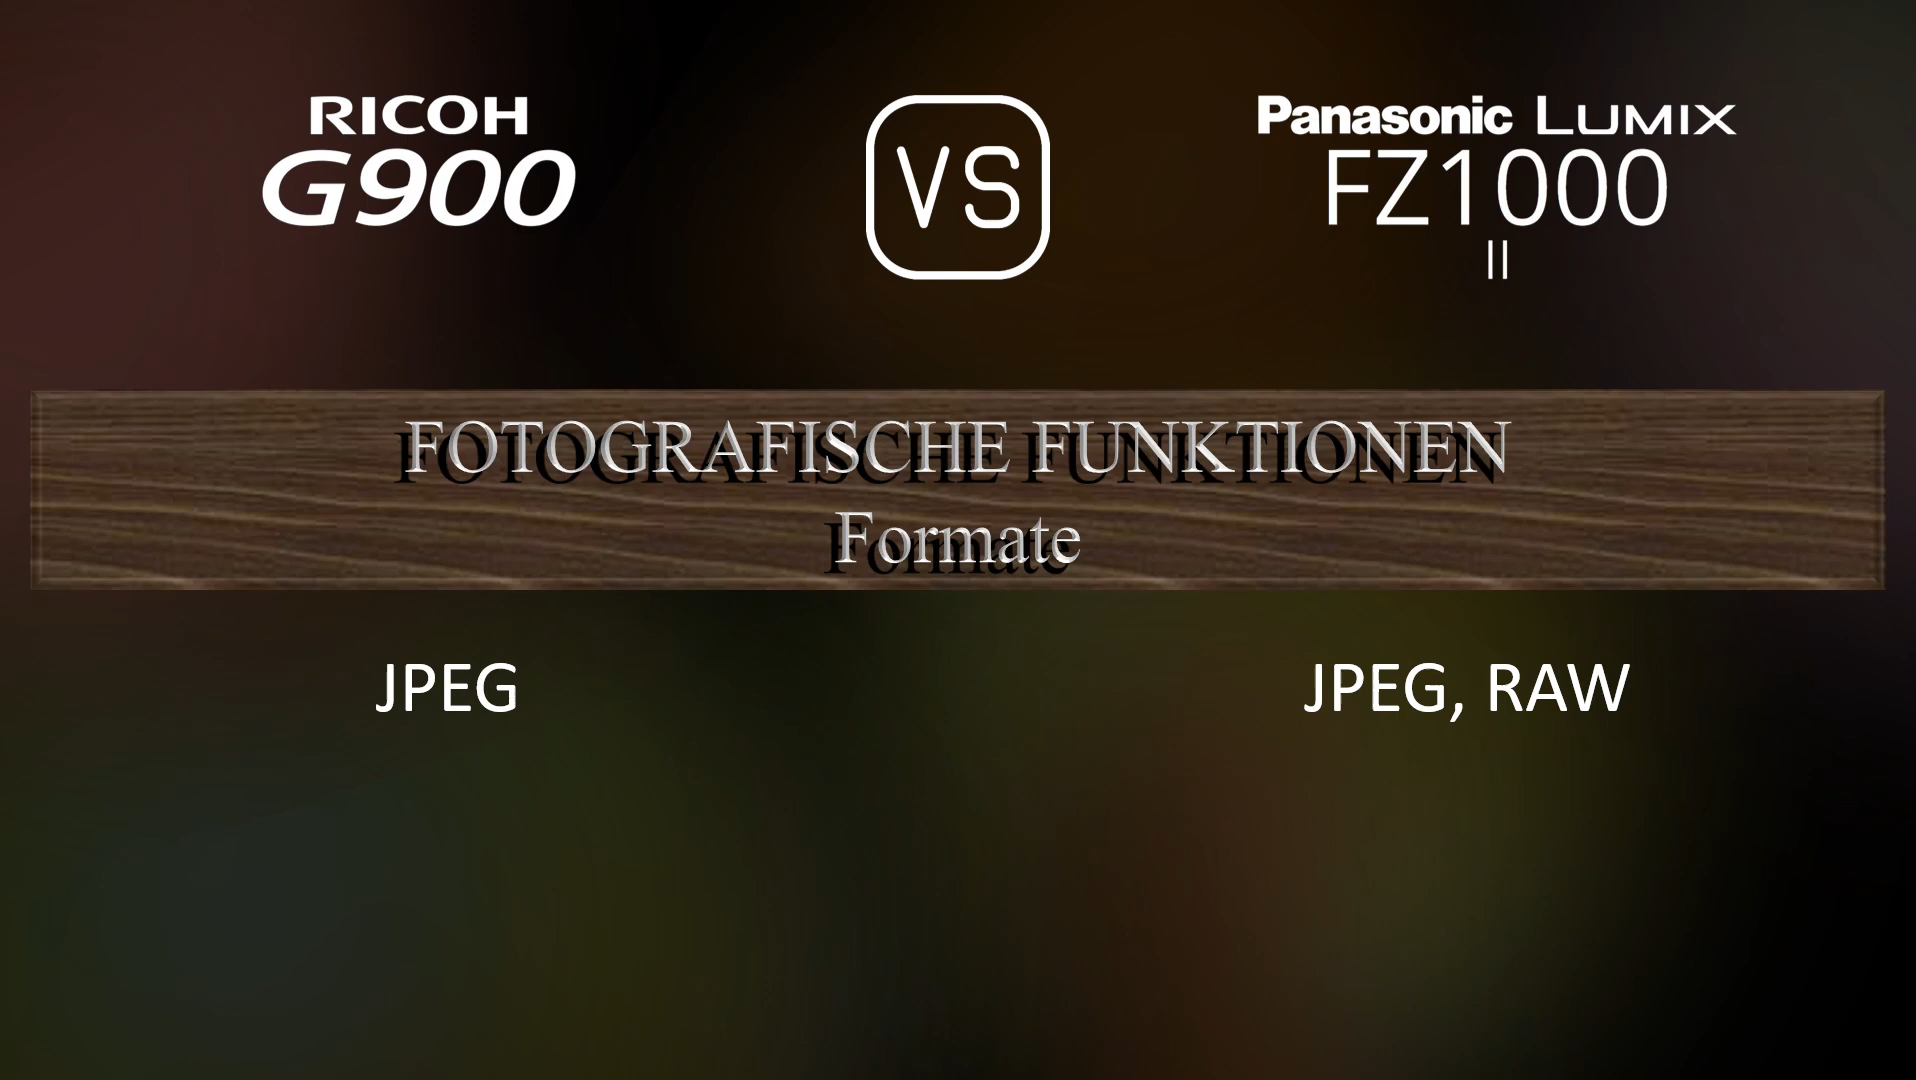 RICOH
G900
VS
Panasonic LUMIX
FZ1000
II
FOTOGRAFISCHE FUNKTIONEN
Formate
JPEG
JPEG, RAW